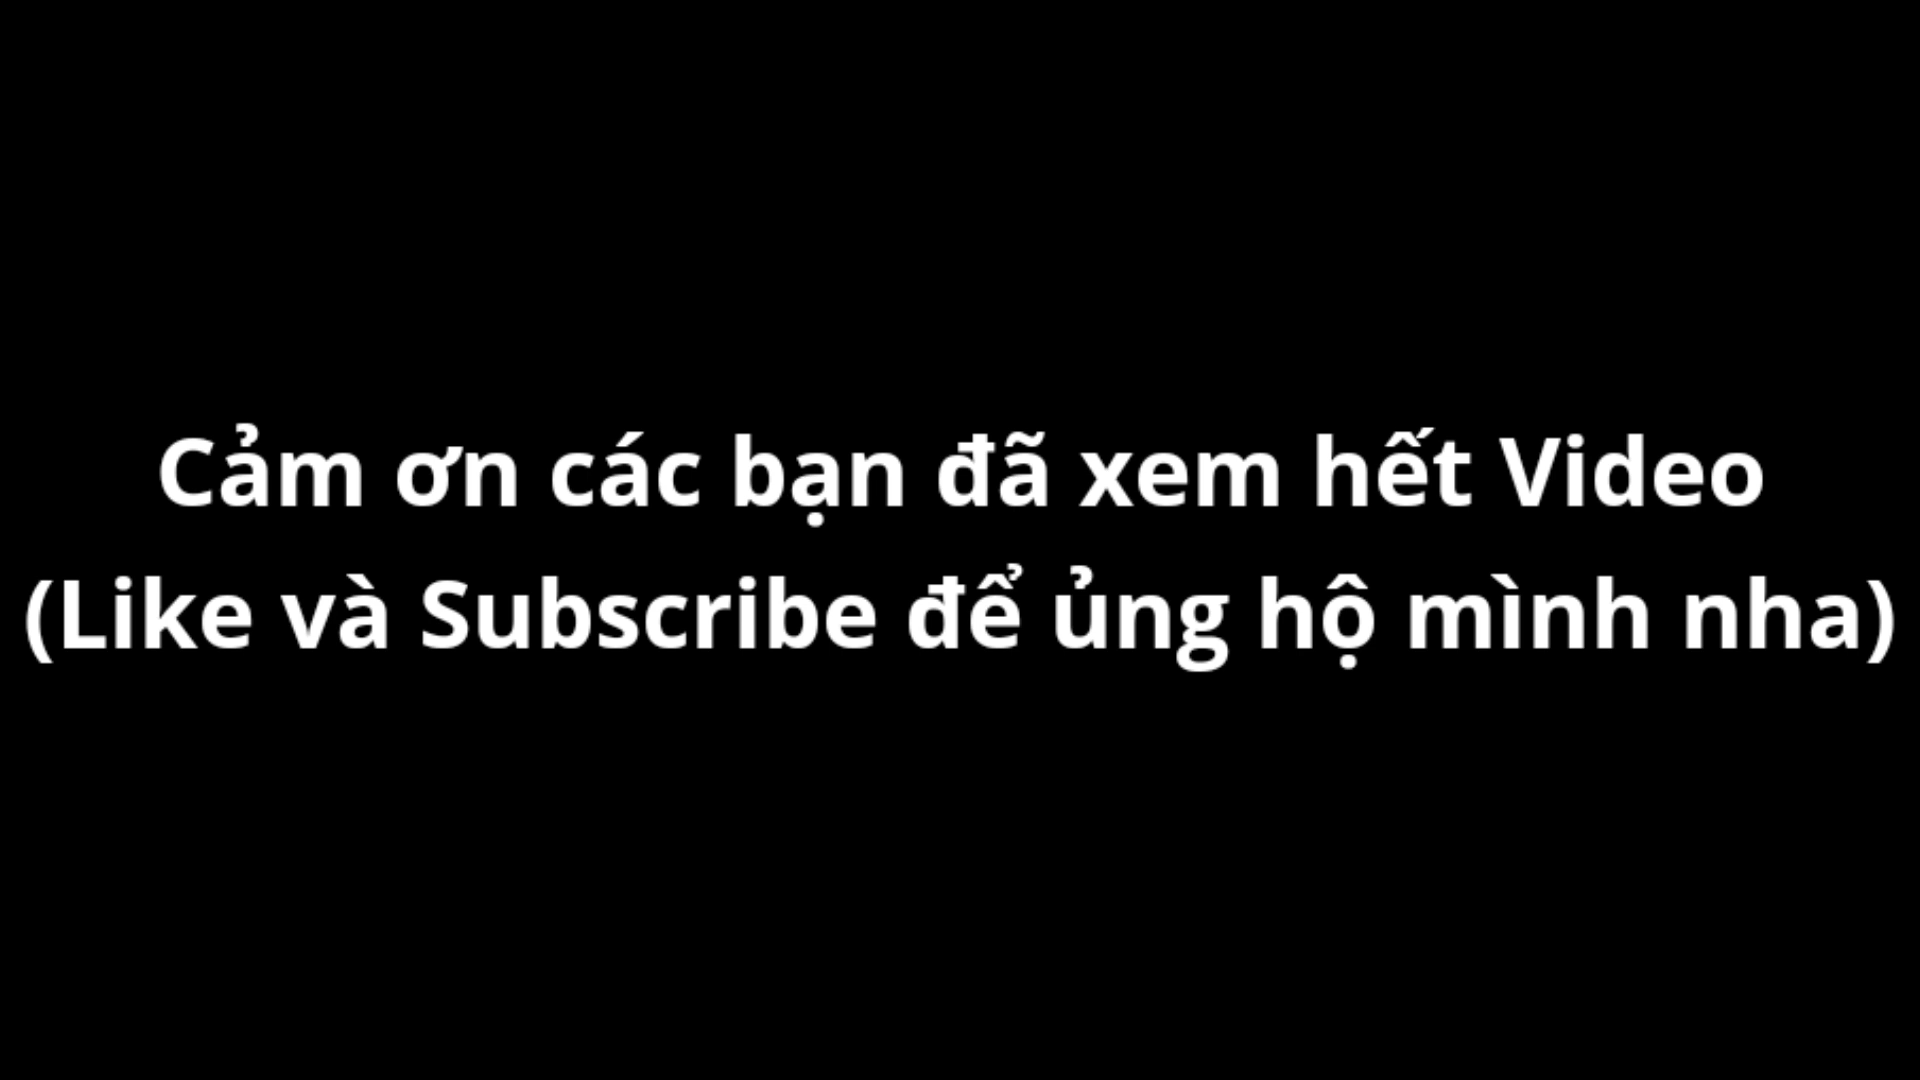 Cảm ơn các bạn đã xem hết Video
(Like và Subscribe để ủng hộ mình nha)